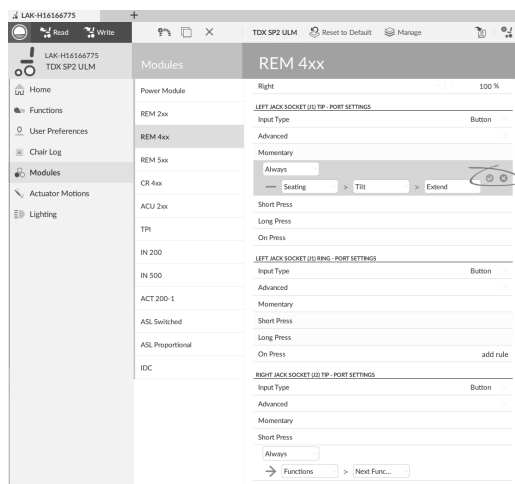 LAK-H16166775
Read
Write
TDX SP2 ULM
Reset to Default
Manage
LAK-H16166775
TDX SP2 ULM
Home
Functions
User Preferences
Chair Log
Modules
Actuator Motions
Lighting
Modules
Power Module
REM 2xx
REM 4xx
REM 5xx
CR 4xx
ACU 2xx
TPI
IN 200
IN 500
ACT 200-1
ASL Switched
ASL Proportional
IDC
REM 4xx
Right 100 %
LEFT JACK SOCKET (J1) TIP - PORT SETTINGS
Input Type Button
Advanced
Momentary
Always
Seating > Tilt > Extend
Short Press
Long Press
On Press
LEFT JACK SOCKET (J1) RING - PORT SETTINGS
Input Type Button
Advanced
Momentary
Short Press
Long Press
On Press add rule
RIGHT JACK SOCKET (J2) TIP - PORT SETTINGS
Input Type Button
Advanced
Momentary
Short Press
Always
Functions > Next Func...